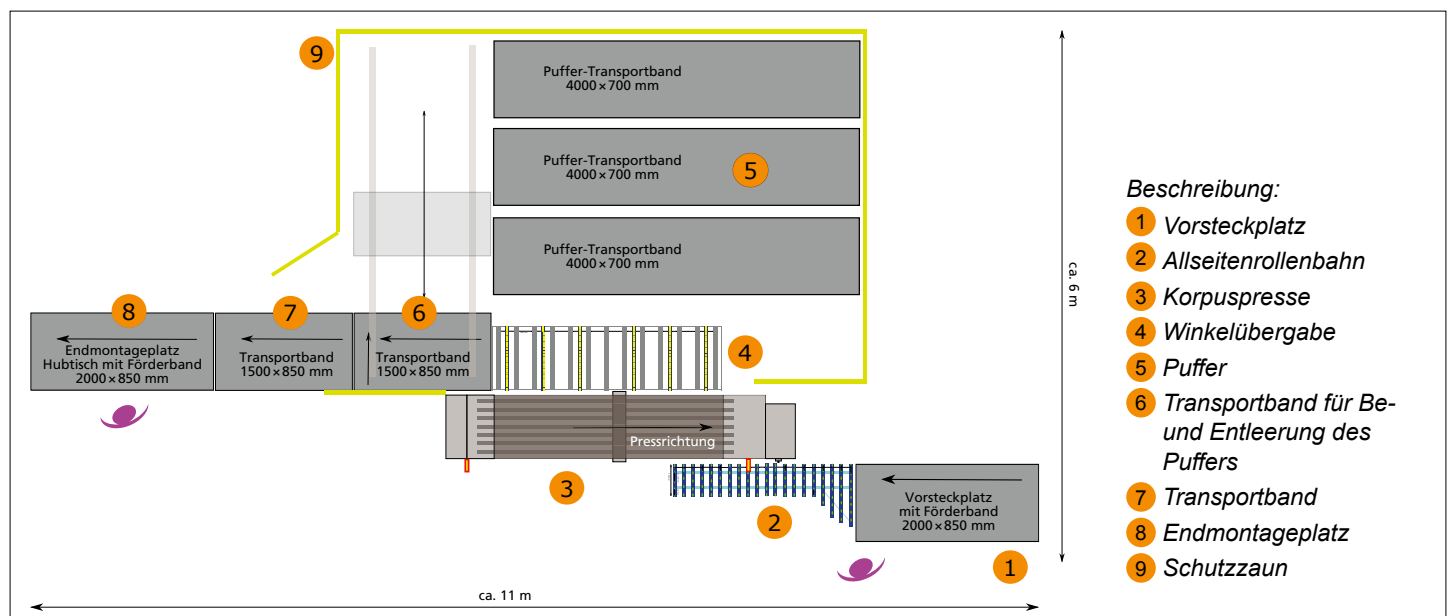 9
Puffer-Transportband
4000 × 700 mm
Puffer-Transportband
4000 × 700 mm
5
Puffer-Transportband
4000 × 700 mm
ca. 6 m
8
Endmontageplatz
Hubtisch mit Förderband
2000 × 850 mm
7
Transportband
1500 × 850 mm
6
Transportband
1500 × 850 mm
4
Pressrichtung
3
2
Vorsteckplatz
mit Förderband
2000 × 850 mm
1
ca. 11 m
Beschreibung:
1 Vorsteckplatz
2 Allseitenrollenbahn
3 Korpuspresse
4 Winkelübergabe
5 Puffer
6 Transportband für Be-
und Entleerung des
Puffers
7 Transportband
8 Endmontageplatz
9 Schutzzaun